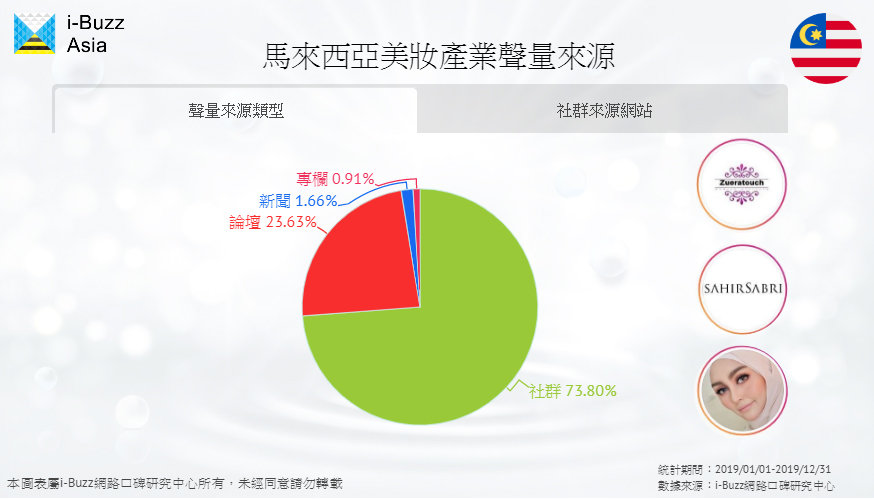 i-Buzz
Asia
馬來西亞美妝產業聲量來源
聲量來源類型
社群來源網站
專欄 0.91%
新聞 1.66%
論壇 23.63%
社群 73.80%
Zueratouch
SAHIRSABRI
統計期間：2019/01/01-2019/12/31
數據來源：i-Buzz網路口碑研究中心
本圖表屬i-Buzz網路口碑研究中心所有，未經同意請勿轉載